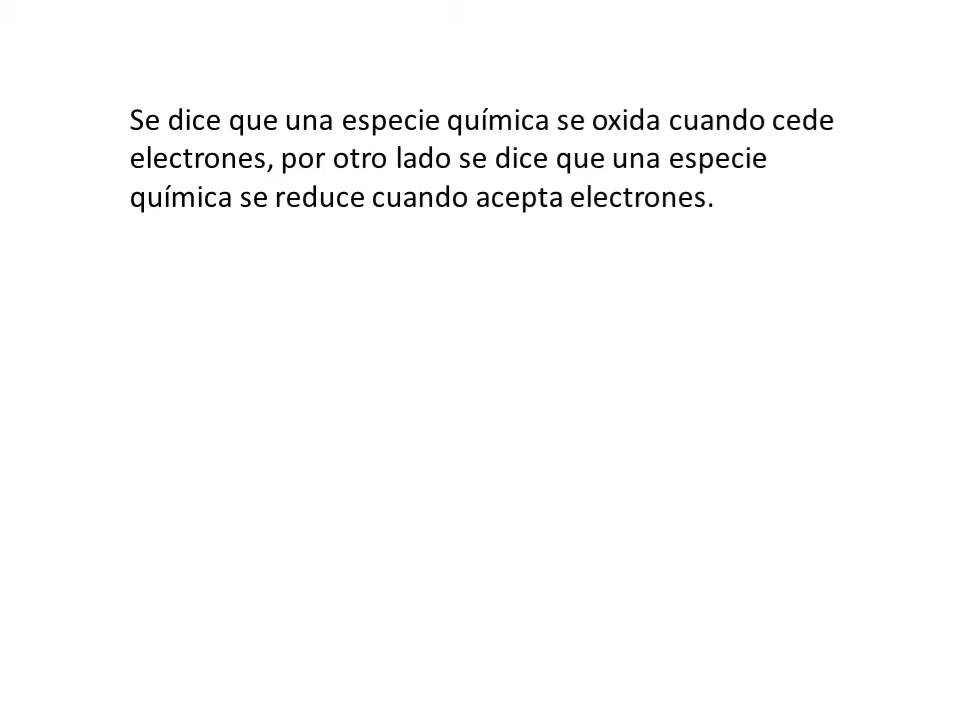 Se dice que una especie química se oxida cuando cede
electrones, por otro lado se dice que una especie
química se reduce cuando acepta electrones.